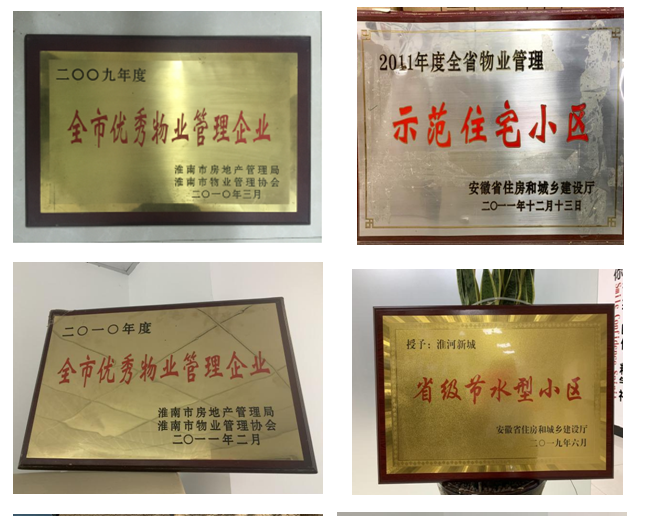 二〇〇九年度
全市优秀物业管理企业
淮南市房地产管理局
淮南市物业管理协会
二〇一〇年三月
2011年度全省物业管理
示范住宅小区
安徽省住房和城乡建设厅
二〇一一年十二月十三日
二〇一〇年度
全市优秀物业管理企业
淮南市房地产管理局
淮南市物业管理协会
二〇一一年二月
授予：淮河新城
省级节水型小区
安徽省住房和城乡建设厅
二〇一九年六月
你